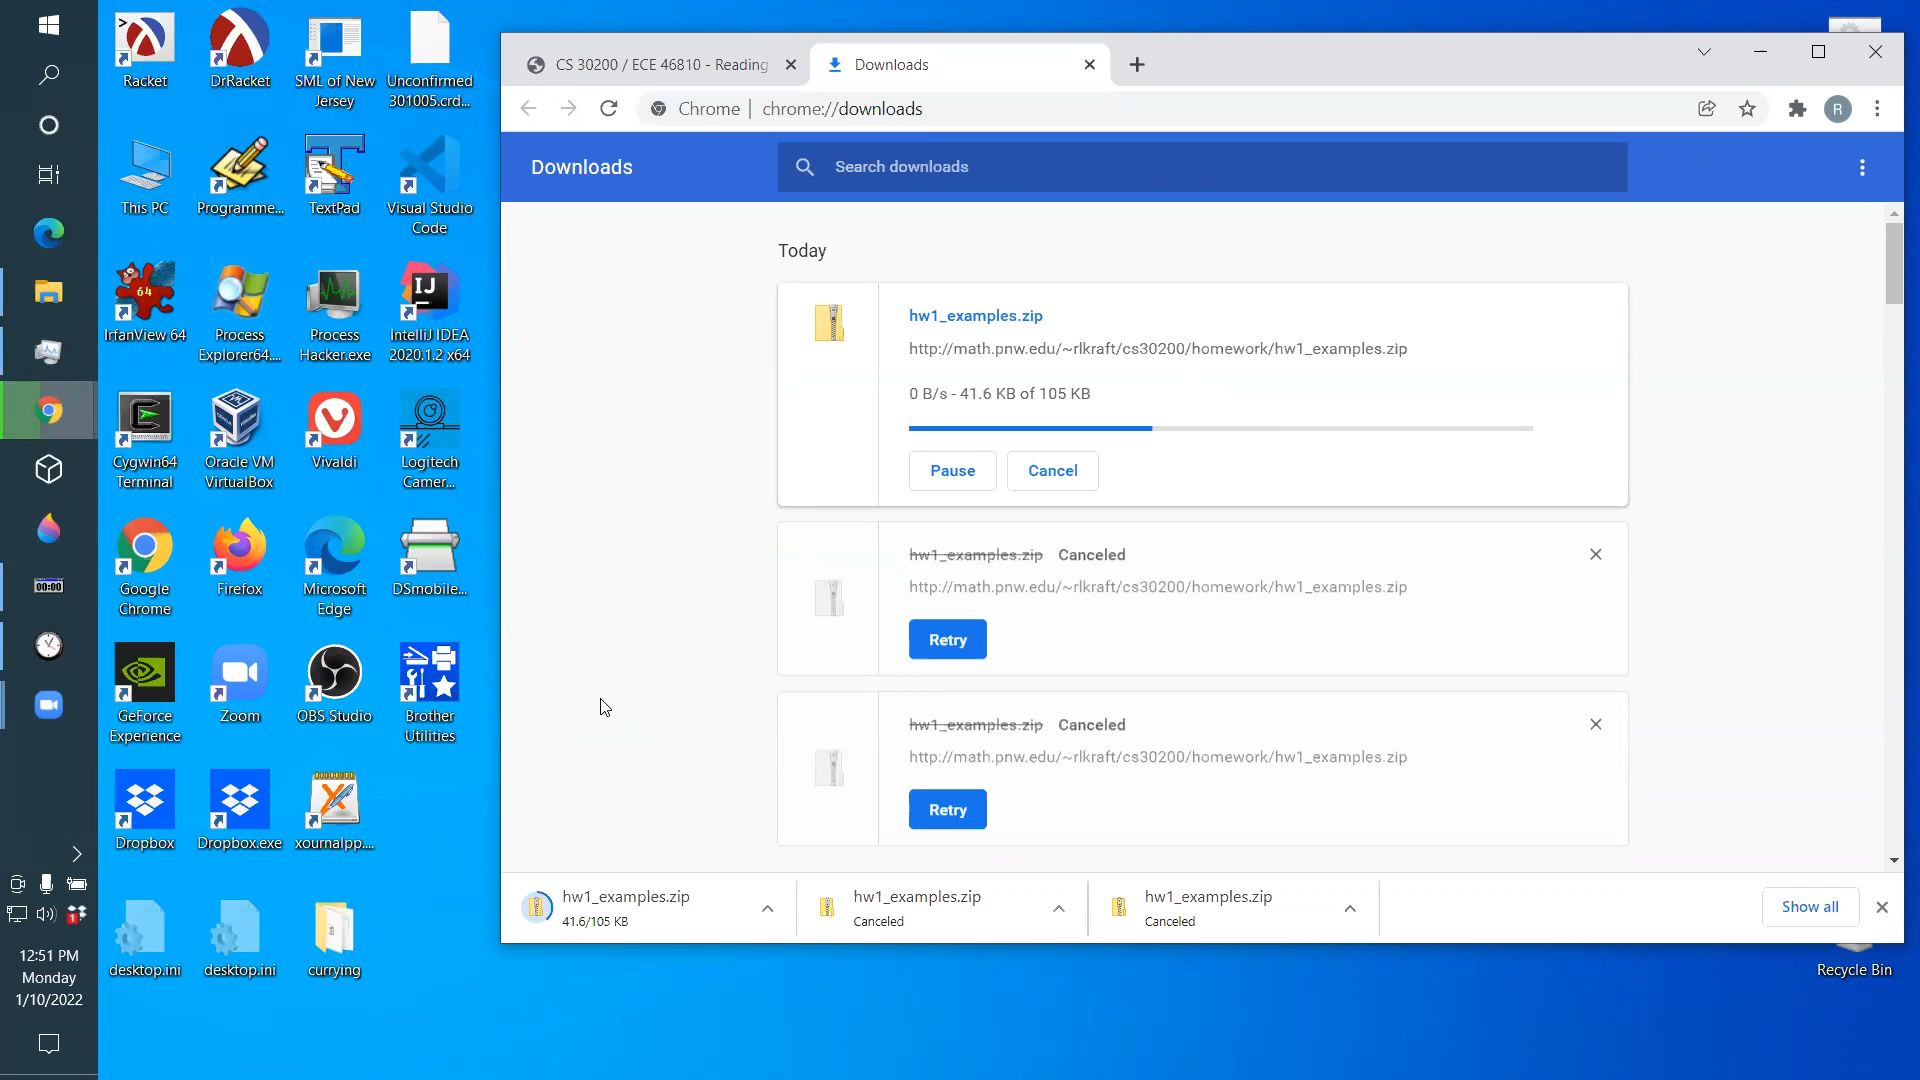 Racket
DrRacket
SML of New
Jersey
Unconfirmed
301005.crd...
This PC
Programme...
TextPad
Visual Studio
Code
64
IrfanView 64
Process
Explorer64....
Process
Hacker.exe
IJ
IntelliJ IDEA
2020.1.2 x64
Cygwin64
Terminal
Oracle VM
VirtualBox
Vivaldi
Logitech
Camer...
Google
Chrome
Firefox
Microsoft
Edge
DSmobile...
GeForce
Experience
Zoom
OBS Studio
Brother
Utilities
Dropbox
Dropbox.exe
xournalpp....
desktop.ini
desktop.ini
currying
00:00
12:51 PM
Monday
1/10/2022
CS 30200 / ECE 46810 - Reading
Downloads
Chrome
chrome://downloads
R
Downloads
Search downloads
Today
hw1_examples.zip
http://math.pnw.edu/~rlkraft/cs30200/homework/hw1_examples.zip
0 B/s - 41.6 KB of 105 KB
Pause
Cancel
hw1_examples.zip Canceled
http://math.pnw.edu/~rlkraft/cs30200/homework/hw1_examples.zip
Retry
hw1_examples.zip Canceled
http://math.pnw.edu/~rlkraft/cs30200/homework/hw1_examples.zip
Retry
hw1_examples.zip
41.6/105 KB
hw1_examples.zip
Canceled
hw1_examples.zip
Canceled
Show all
Recycle Bin